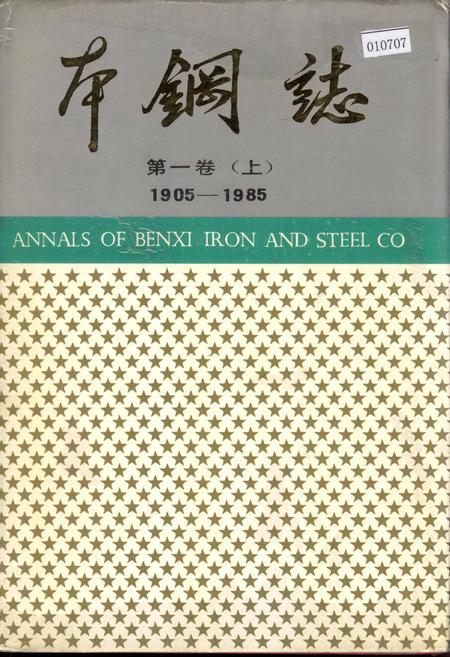 010707
本鋼誌
第一卷（上）
1905—1985
ANNALS OF BENXI IRON AND STEEL CO